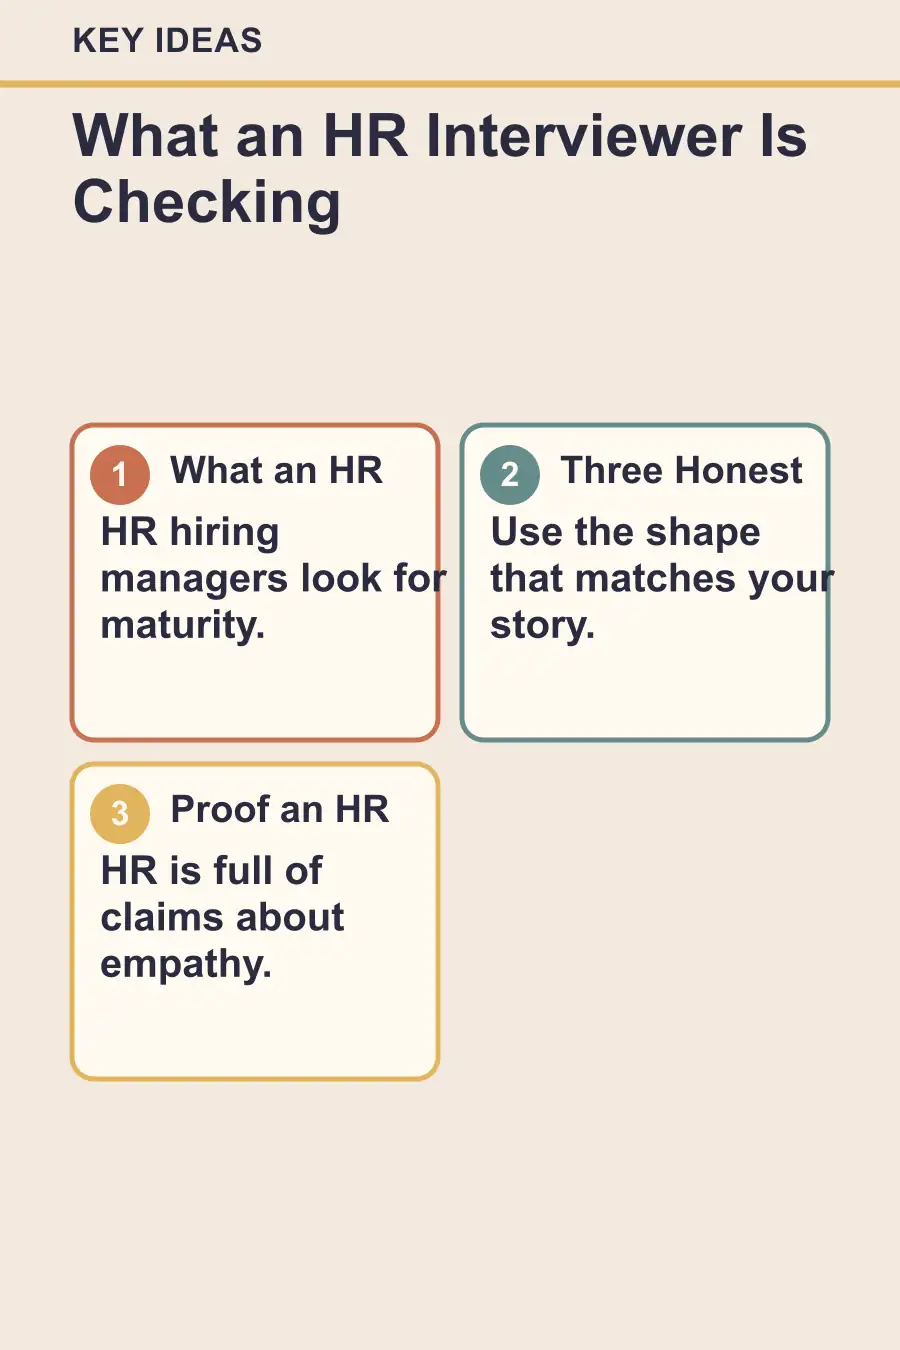 KEY IDEAS
What an HR Interviewer Is
Checking
1 What an HR
HR hiring
managers look for
maturity.
2 Three Honest
Use the shape
that matches your
story.
3 Proof an HR
HR is full of
claims about
empathy.